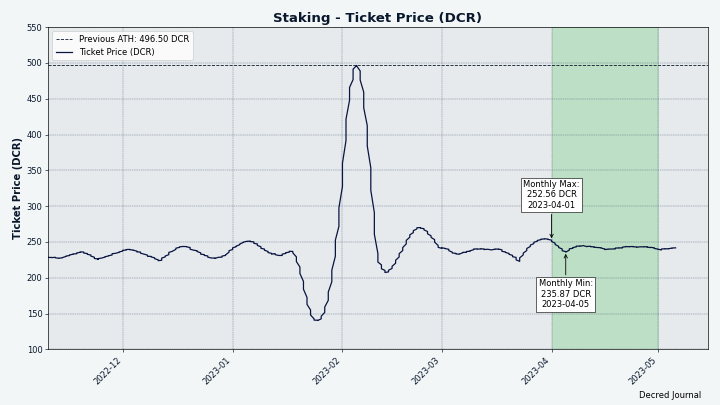 Staking - Ticket Price (DCR)
Previous ATH: 496.50 DCR
Ticket Price (DCR)
Ticket Price (DCR)
550
500
450
400
350
300
250
200
150
100
Monthly Max:
252.56 DCR
2023-04-01
Monthly Min:
235.87 DCR
2023-04-05
2022-12
2023-01
2023-02
2023-03
2023-04
2023-05
Decred Journal